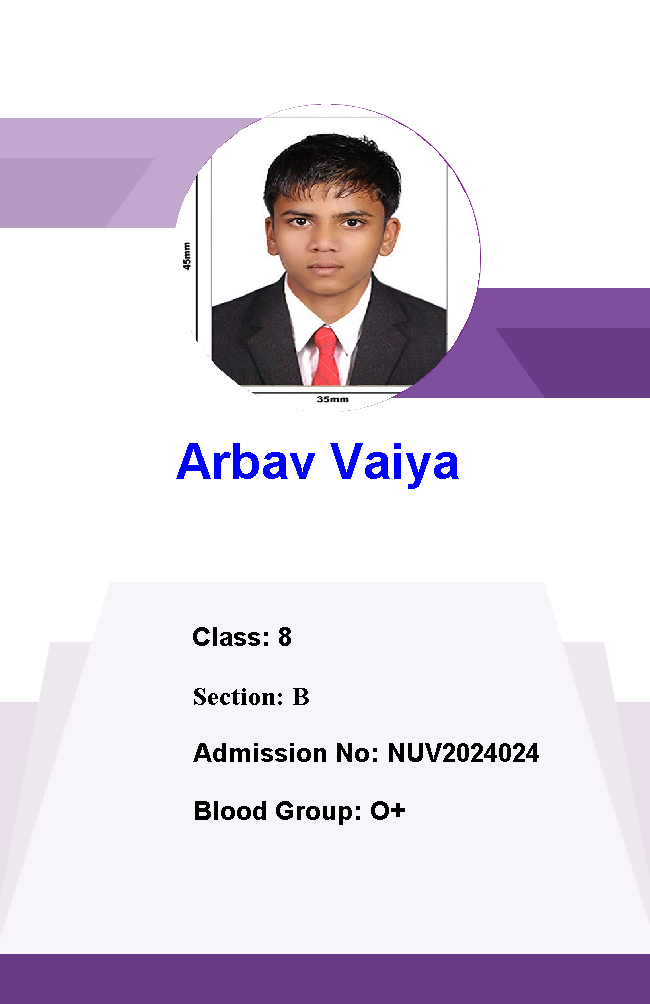 45mm
35mm
Arbav Vaiya
Class: 8
Section: B
Admission No: NUV2024024
Blood Group: O+